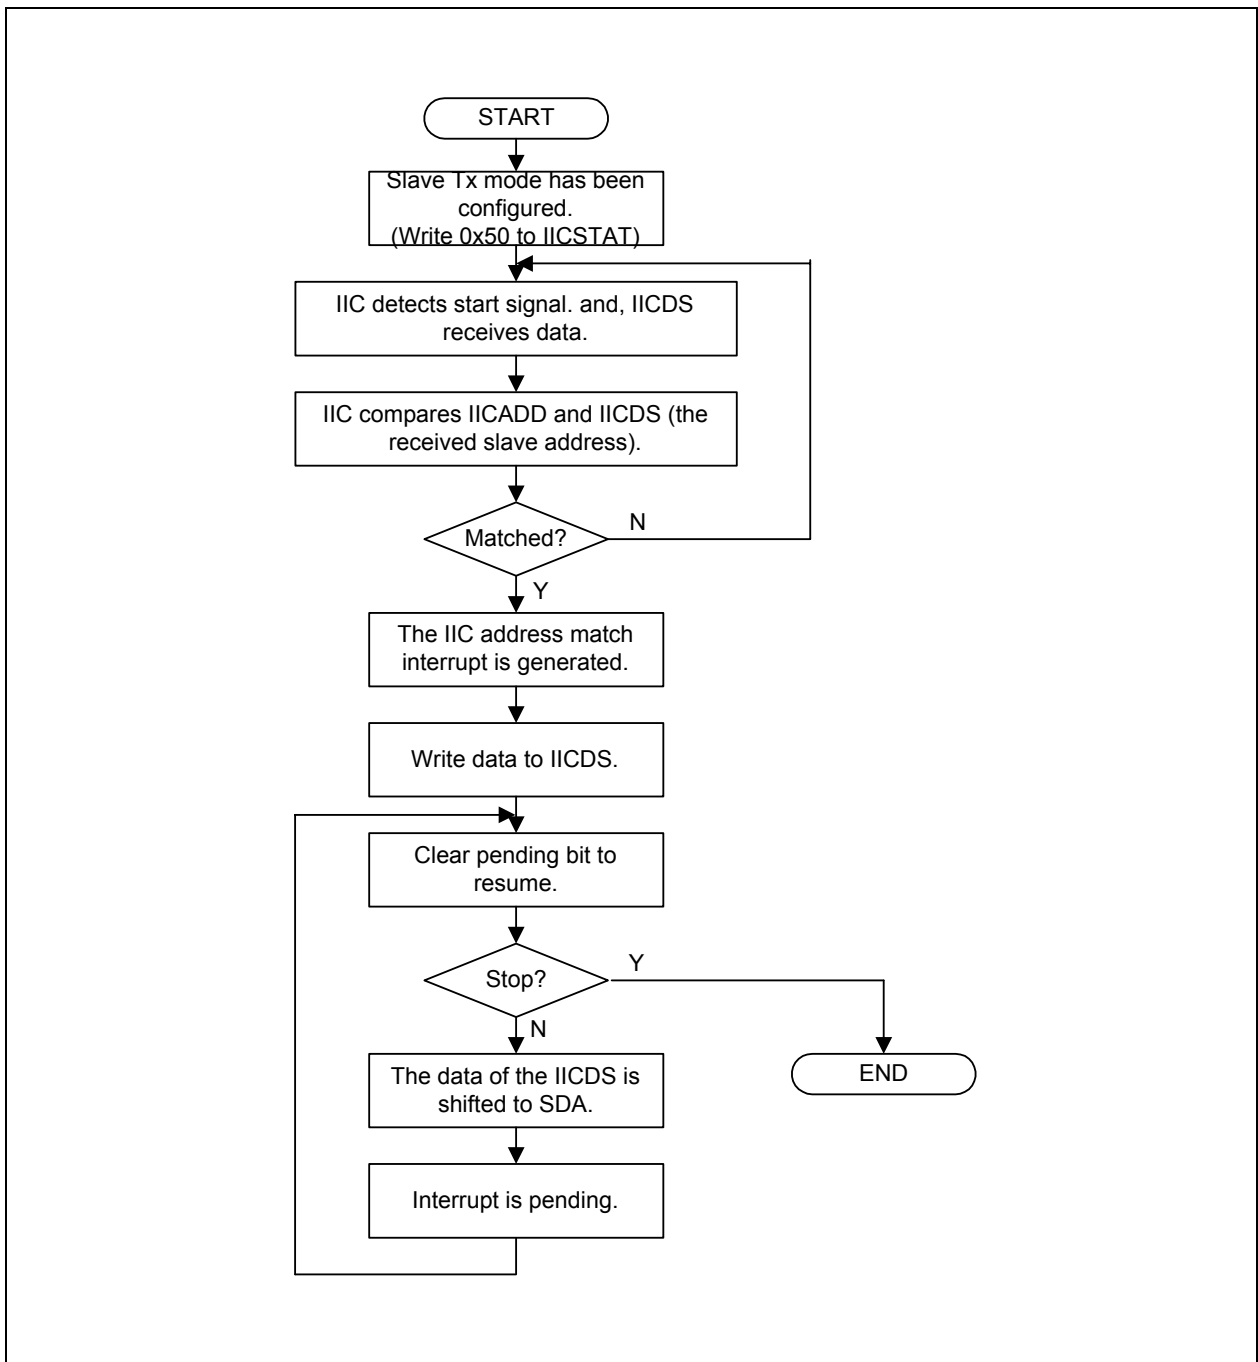 START
Slave Tx mode has been
configured.
(Write 0x50 to IICSTAT)
IIC detects start signal. and, IICDS
receives data.
IIC compares IICADD and IICDS (the
received slave address).
Matched?
N
Y
The IIC address match
interrupt is generated.
Write data to IICDS.
Clear pending bit to
resume.
Stop?
Y
N
The data of the IICDS is
shifted to SDA.
END
Interrupt is pending.